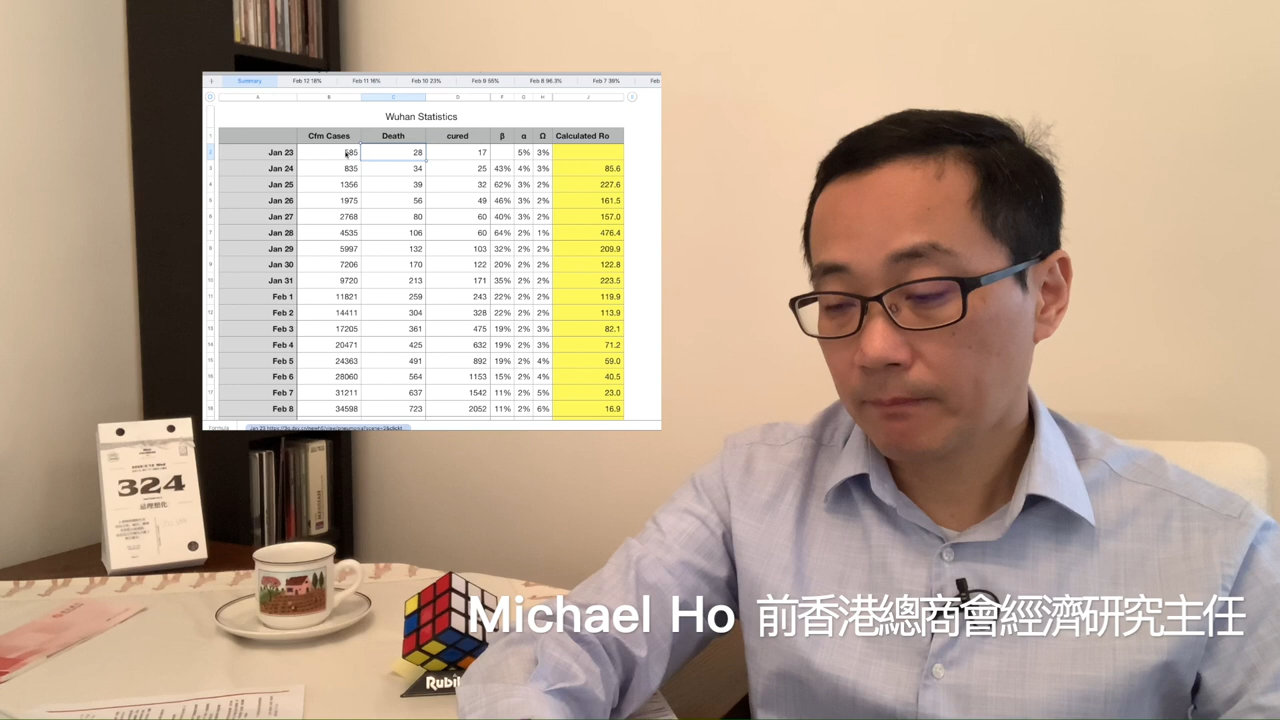 Summary Feb 12 18% Feb 11 16% Feb 10 23% Feb 9 55% Feb 8 96.3% Feb 7 39% Feb
A B C D F G H J
Wuhan Statistics
Cfm Cases Death cured β α Ω Calculated Ro
Jan 23 585 28 17 5% 3%
Jan 24 835 34 25 43% 4% 3% 85.6
Jan 25 1356 39 32 62% 3% 2% 227.6
Jan 26 1975 56 49 46% 3% 2% 161.5
Jan 27 2768 80 60 40% 3% 2% 157.0
Jan 28 4535 106 60 64% 2% 1% 476.4
Jan 29 5997 132 103 32% 2% 2% 209.9
Jan 30 7206 170 122 20% 2% 2% 122.8
Jan 31 9720 213 171 35% 2% 2% 223.5
Feb 1 11821 259 243 22% 2% 2% 119.9
Feb 2 14411 304 328 22% 2% 2% 113.9
Feb 3 17205 361 475 19% 2% 3% 82.1
Feb 4 20471 425 632 19% 2% 3% 71.2
Feb 5 24363 491 892 19% 2% 4% 59.0
Feb 6 28060 564 1153 15% 2% 4% 40.5
Feb 7 31211 637 1542 11% 2% 5% 23.0
Feb 8 34598 723 2052 11% 2% 6% 16.9
Formula
324
Michael Ho 前香港總商會經濟研究主任
Rubi